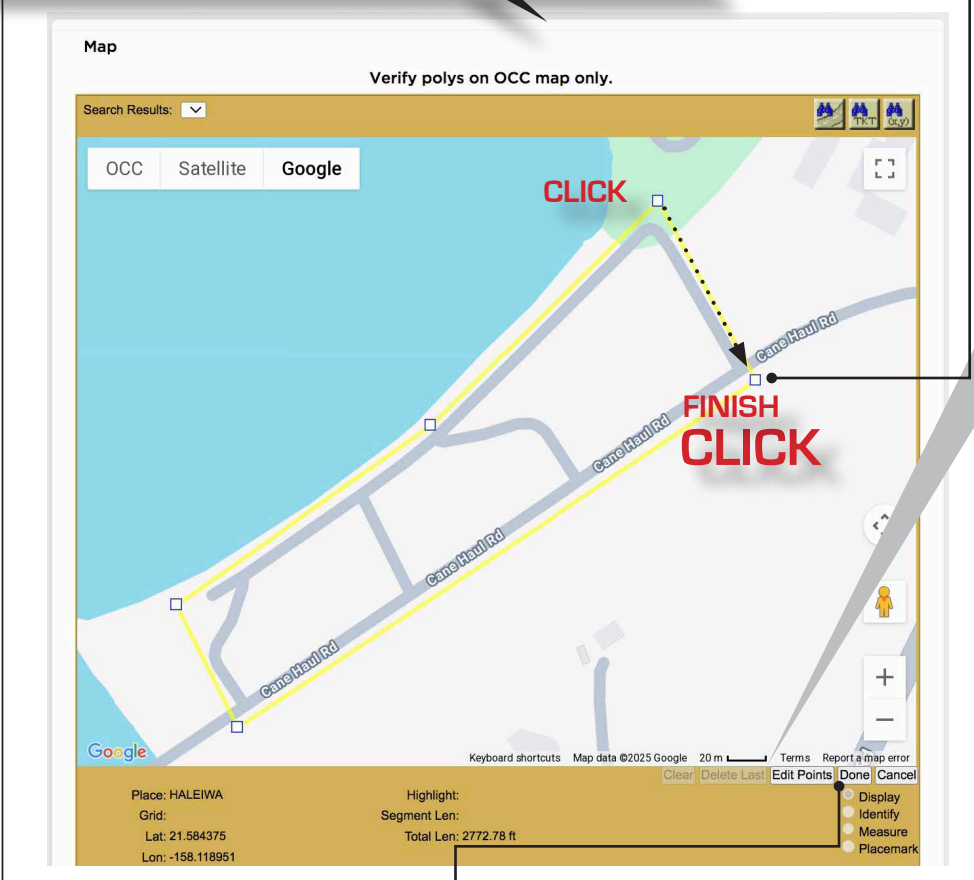 Map
Verify polys on OCC map only.
Search Results:
TKT
(x,y)
OCC Satellite Google
CLICK
Cane Haul Rd
FINISH
CLICK
Cane Haul Rd
Cane Haul Rd
Cane Haul Rd
Google
Keyboard shortcuts Map data ©2025 Google 20 m Terms Report a map error
Clear Delete Last Edit Points Done Cancel
Place: HALEIWA Highlight: Display
Grid: Segment Len: Identify
Lat: 21.584375 Total Len: 2772.78 ft Measure
Lon: -158.118951 Placemark